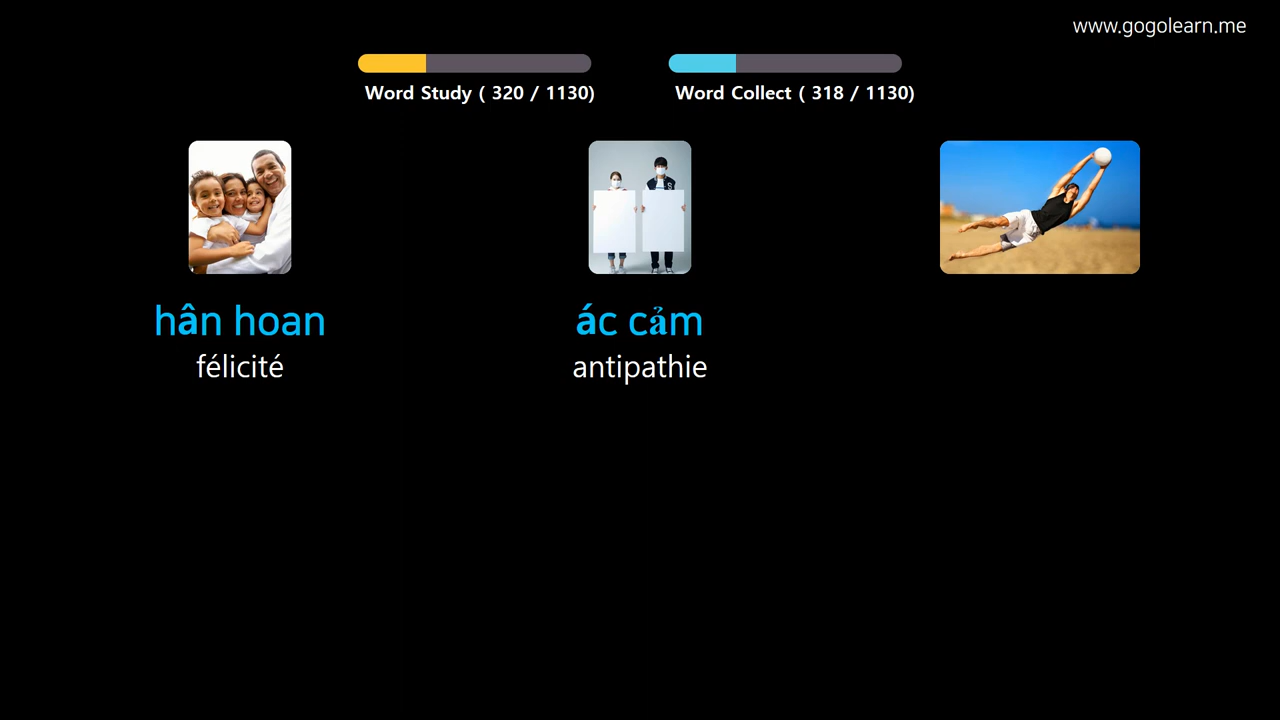 www.gogolearn.me
Word Study ( 320 / 1130)
Word Collect ( 318 / 1130)
hân hoan
félicité
ác cảm
antipathie